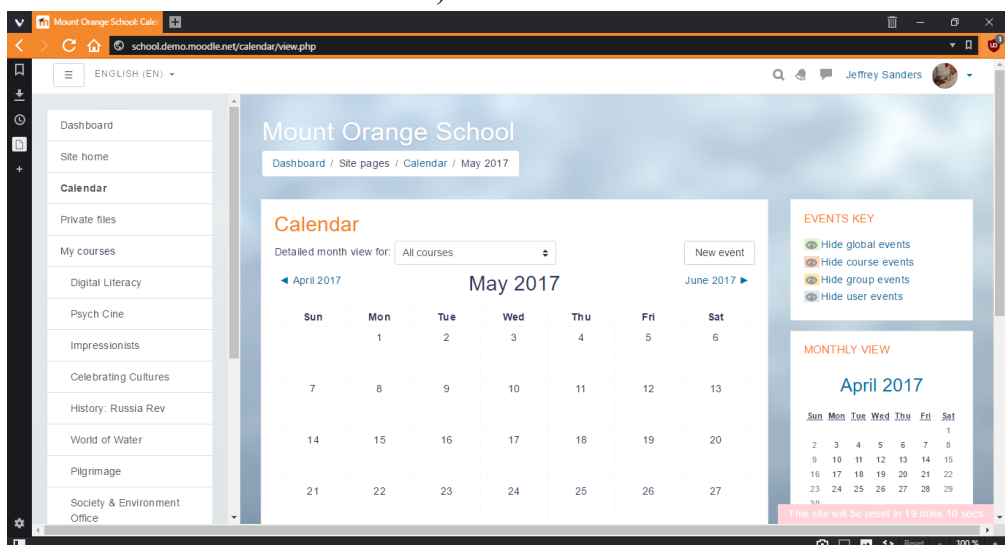 Mount Orange School: Cale
school.demo.moodle.net/calendar/view.php
ENGLISH (EN)
Jeffrey Sanders
Dashboard
Site home
Calendar
Private files
My courses
Digital Literacy
Psych Cine
Impressionists
Celebrating Cultures
History: Russia Rev
World of Water
Pilgrimage
Society & Environment
Office
Mount Orange School
Dashboard / Site pages / Calendar / May 2017
Calendar
Detailed month view for: All courses New event
◄ April 2017 May 2017 June 2017 ►
Sun Mon Tue Wed Thu Fri Sat
1 2 3 4 5 6
7 8 9 10 11 12 13
14 15 16 17 18 19 20
21 22 23 24 25 26 27
EVENTS KEY
Hide global events
Hide course events
Hide group events
Hide user events
MONTHLY VIEW
April 2017
Sun Mon Tue Wed Thu Fri Sat
1
2 3 4 5 6 7 8
9 10 11 12 13 14 15
16 17 18 19 20 21 22
23 24 25 26 27 28 29
30
This site will be reset in 19 mins 10 secs
Reset 100 %